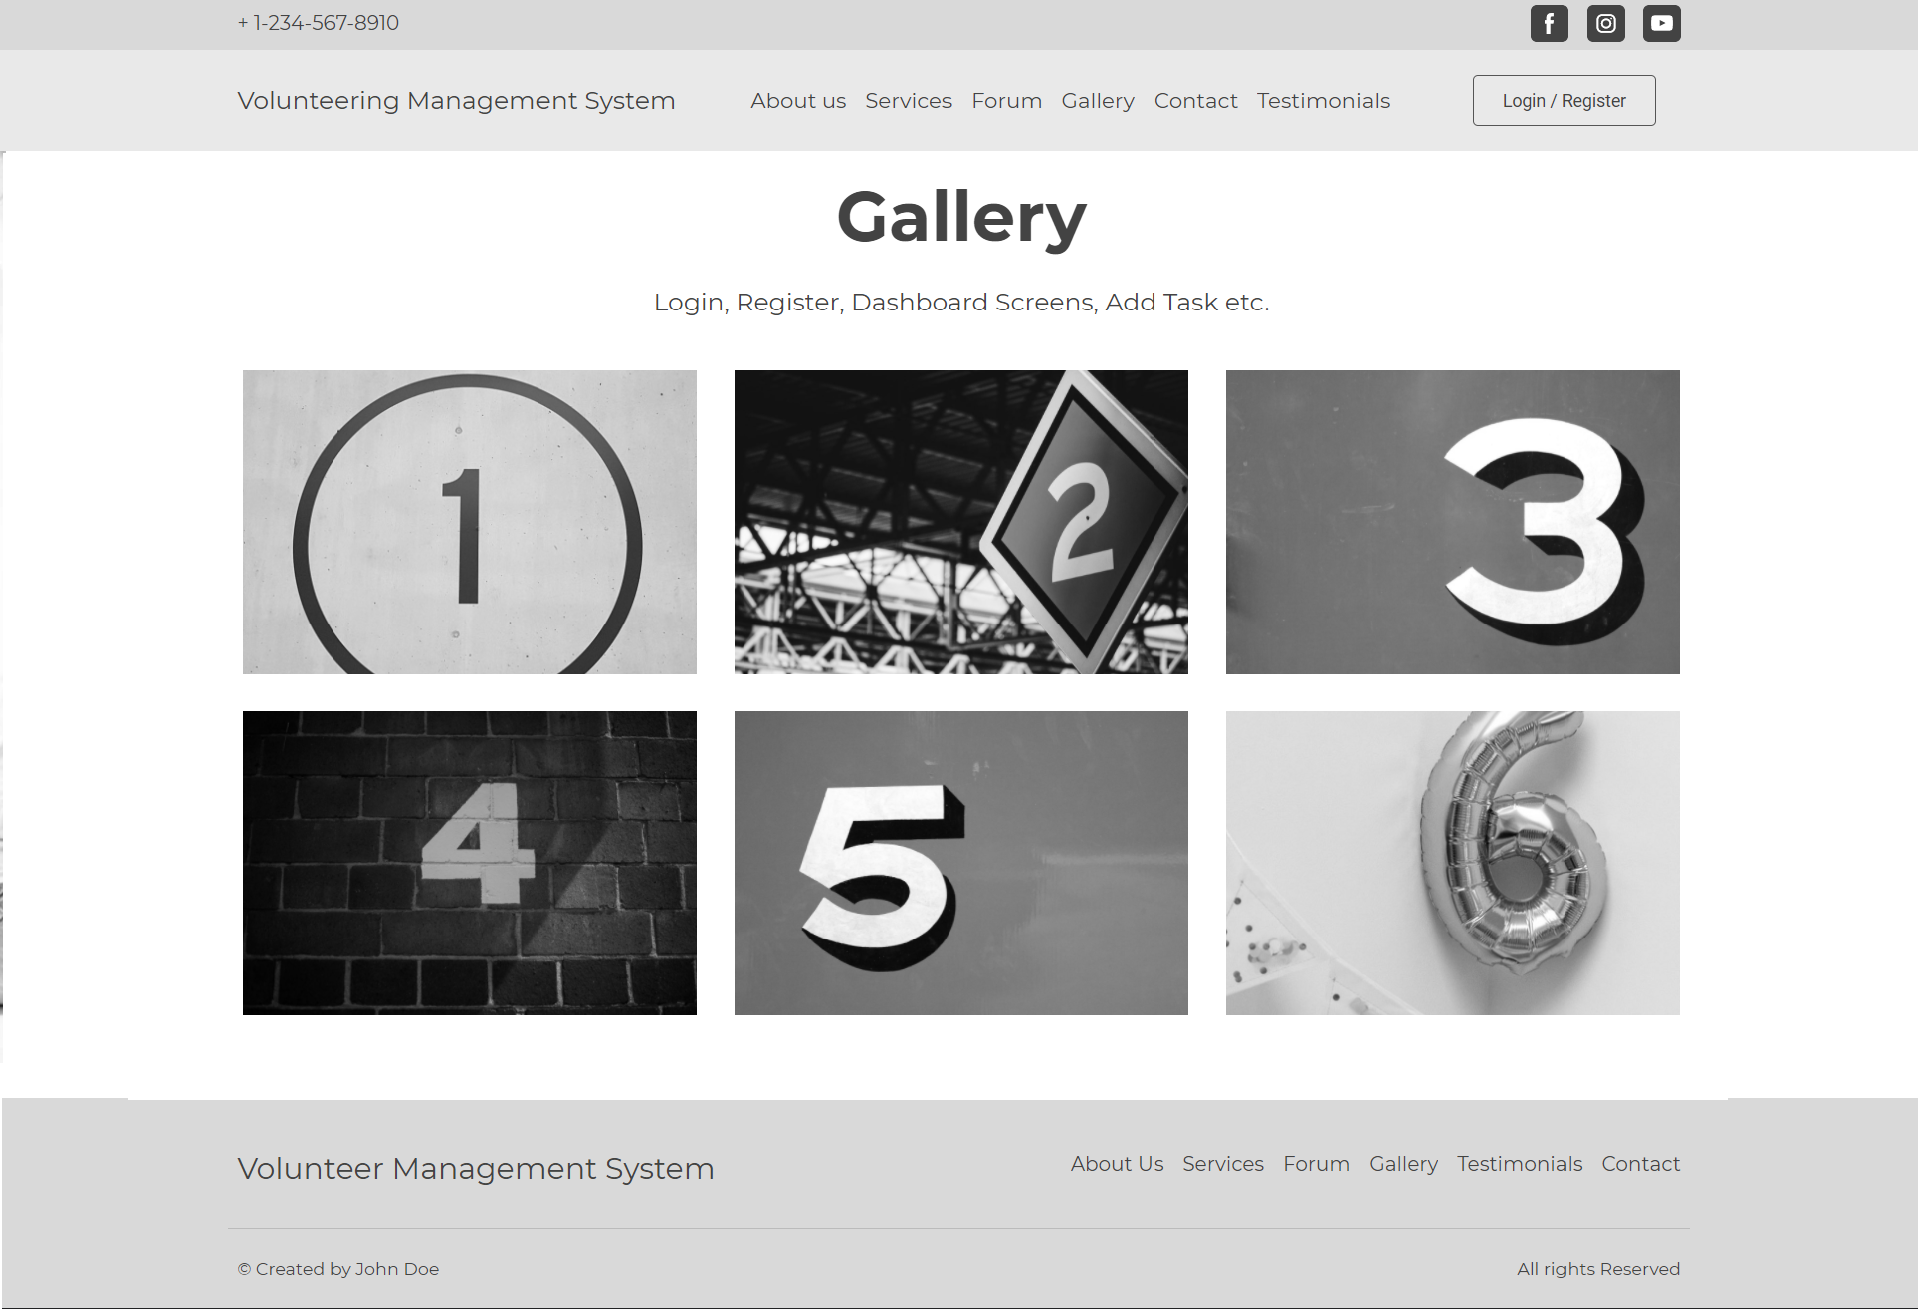 + 1-234-567-8910
Volunteering Management System About us Services Forum Gallery Contact Testimonials Login / Register
Gallery
Login, Register, Dashboard Screens, Add Task etc.
1 2 3
4 5 6
Volunteer Management System About Us Services Forum Gallery Testimonials Contact
© Created by John Doe All rights Reserved